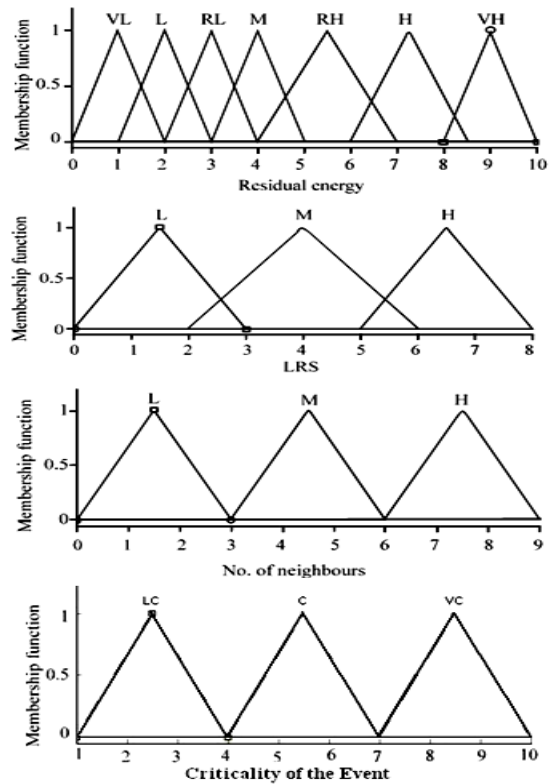 VL L RL M RH H VH
Membership function
1
0.5
0
0 1 2 3 4 5 6 7 8 9 10
Residual energy
L M H
Membership function
1
0.5
0
0 1 2 3 4 5 6 7 8
LRS
L M H
Membership function
1
0.5
0
0 1 2 3 4 5 6 7 8 9
No. of neighbours
LC C VC
Membership function
1
0.5
0
1 2 3 4 5 6 7 8 9 10
Criticality of the Event